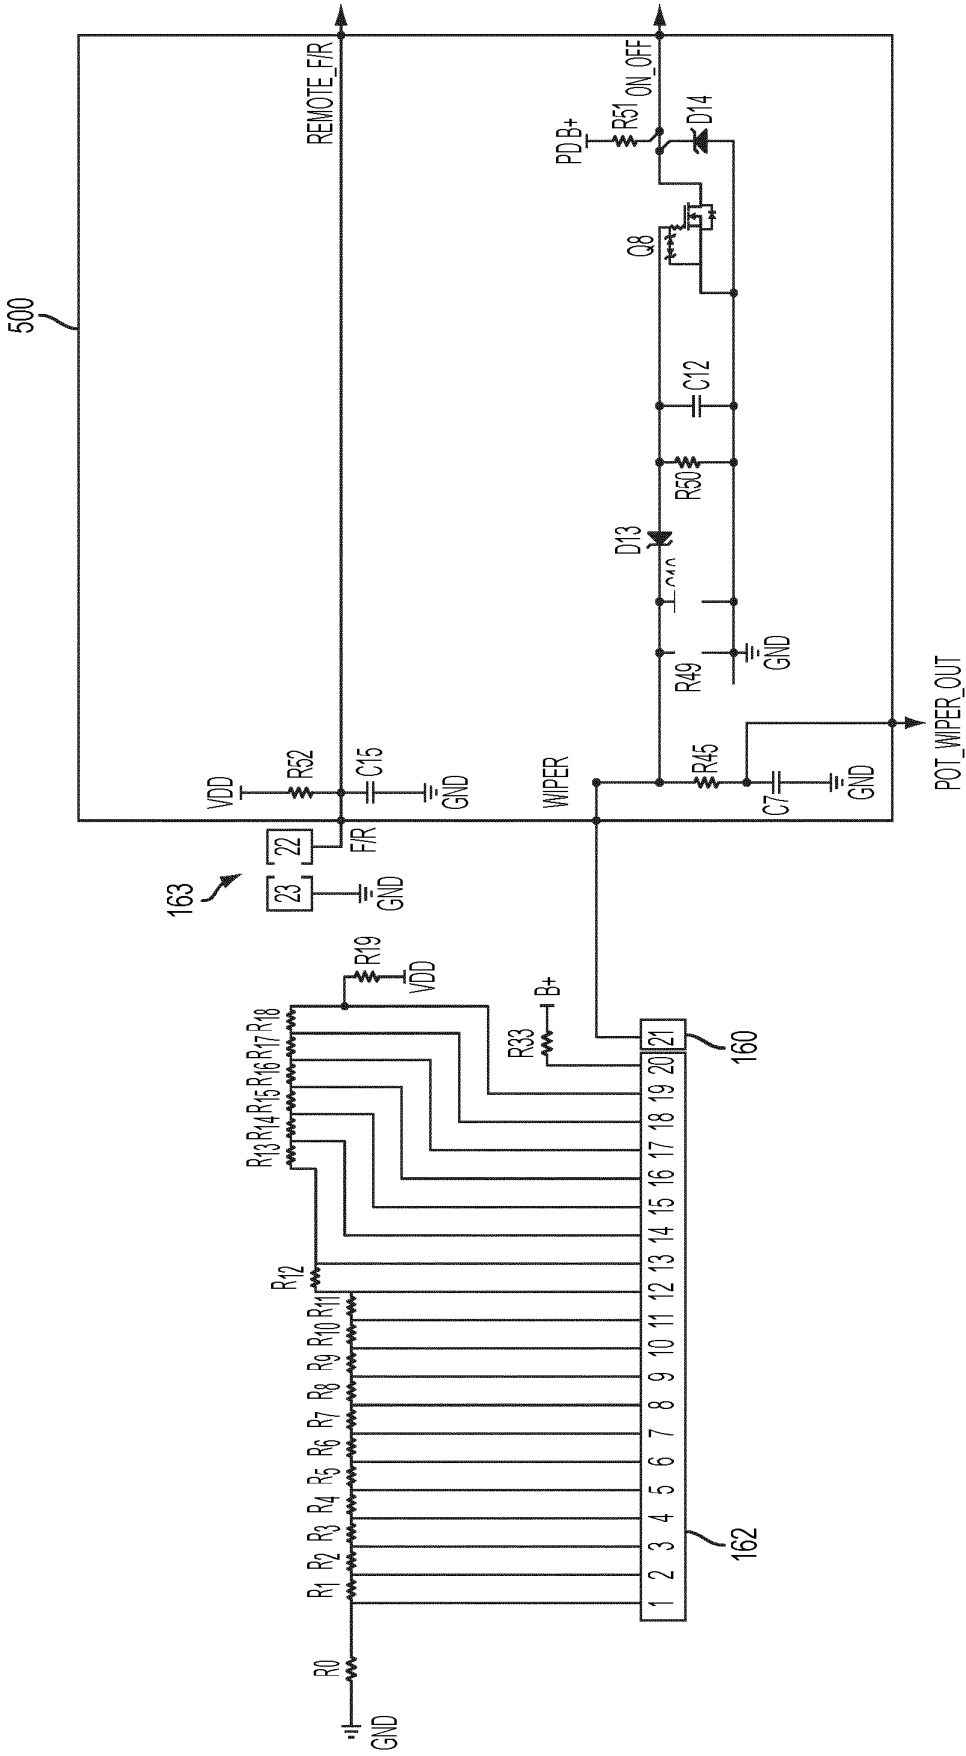 500
REMOTE_F/R
ON_OFF
PD B+
R51
D14
Q8
C12
R50
D13
R49
GND
VDD
R52
C15
GND
WIPER
R45
C7
GND
POT_WIPER_OUT
163
22
23
F/R
GND
R19
VDD
R18
R17
R16
R15
R14
R13
R12
R11
R10
R9
R8
R7
R6
R5
R4
R3
R2
R1
R0
GND
R33
B+
21
20
19
18
17
16
15
14
13
12
11
10
9
8
7
6
5
4
3
2
1
160
162